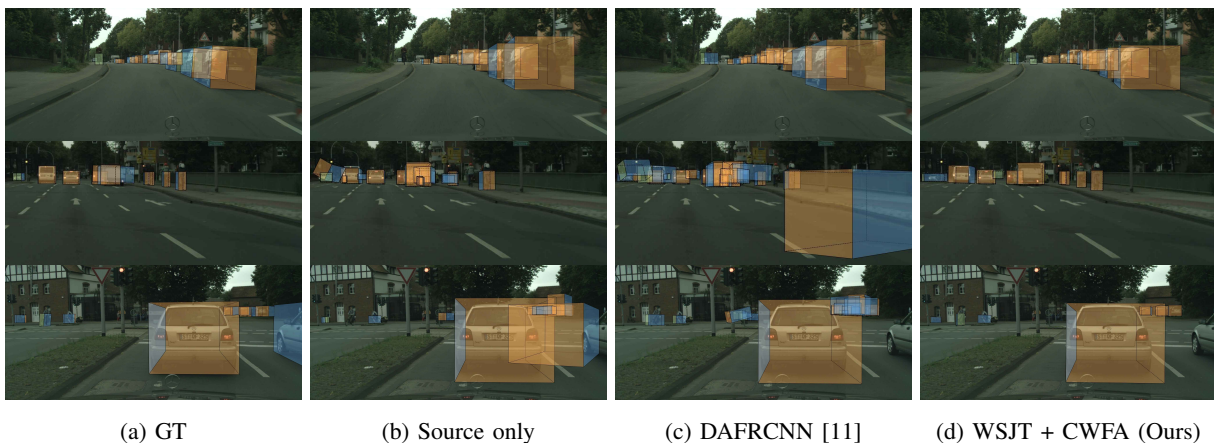 (a) GT
(b) Source only
(c) DAFRCNN [11]
(d) WSJT + CWFA (Ours)